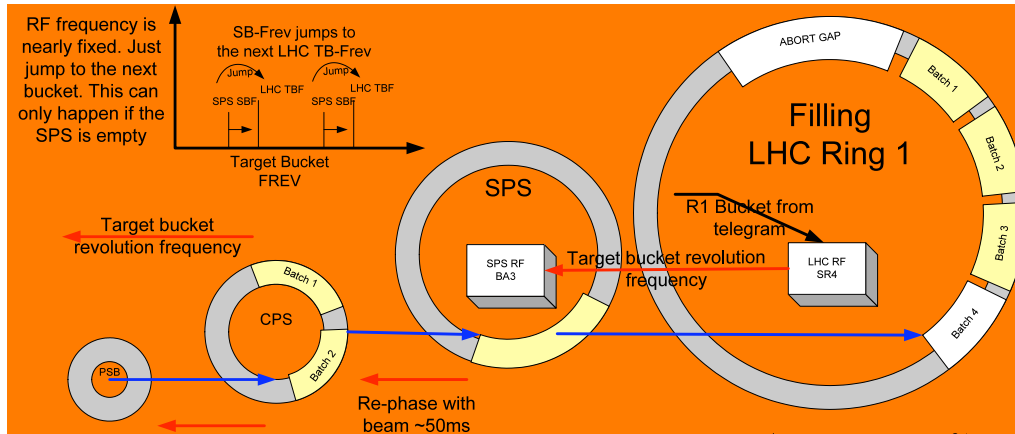 RF frequency is
nearly fixed. Just
jump to the next
bucket. This can
only happen if the
SPS is empty
SB-Frev jumps to
the next LHC TB-Frev
Jump
Jump
LHC TBF
LHC TBF
SPS SBF
SPS SBF
Target Bucket
FREV
ABORT GAP
Batch 1
Batch 2
Batch 3
Batch 4
Filling
LHC Ring 1
R1 Bucket from
telegram
LHC RF
SR4
SPS
SPS RF
BA3
Target bucket revolution
frequency
Target bucket
revolution frequency
Batch 1
CPS
Batch 2
PSB
Re-phase with
beam ~50ms